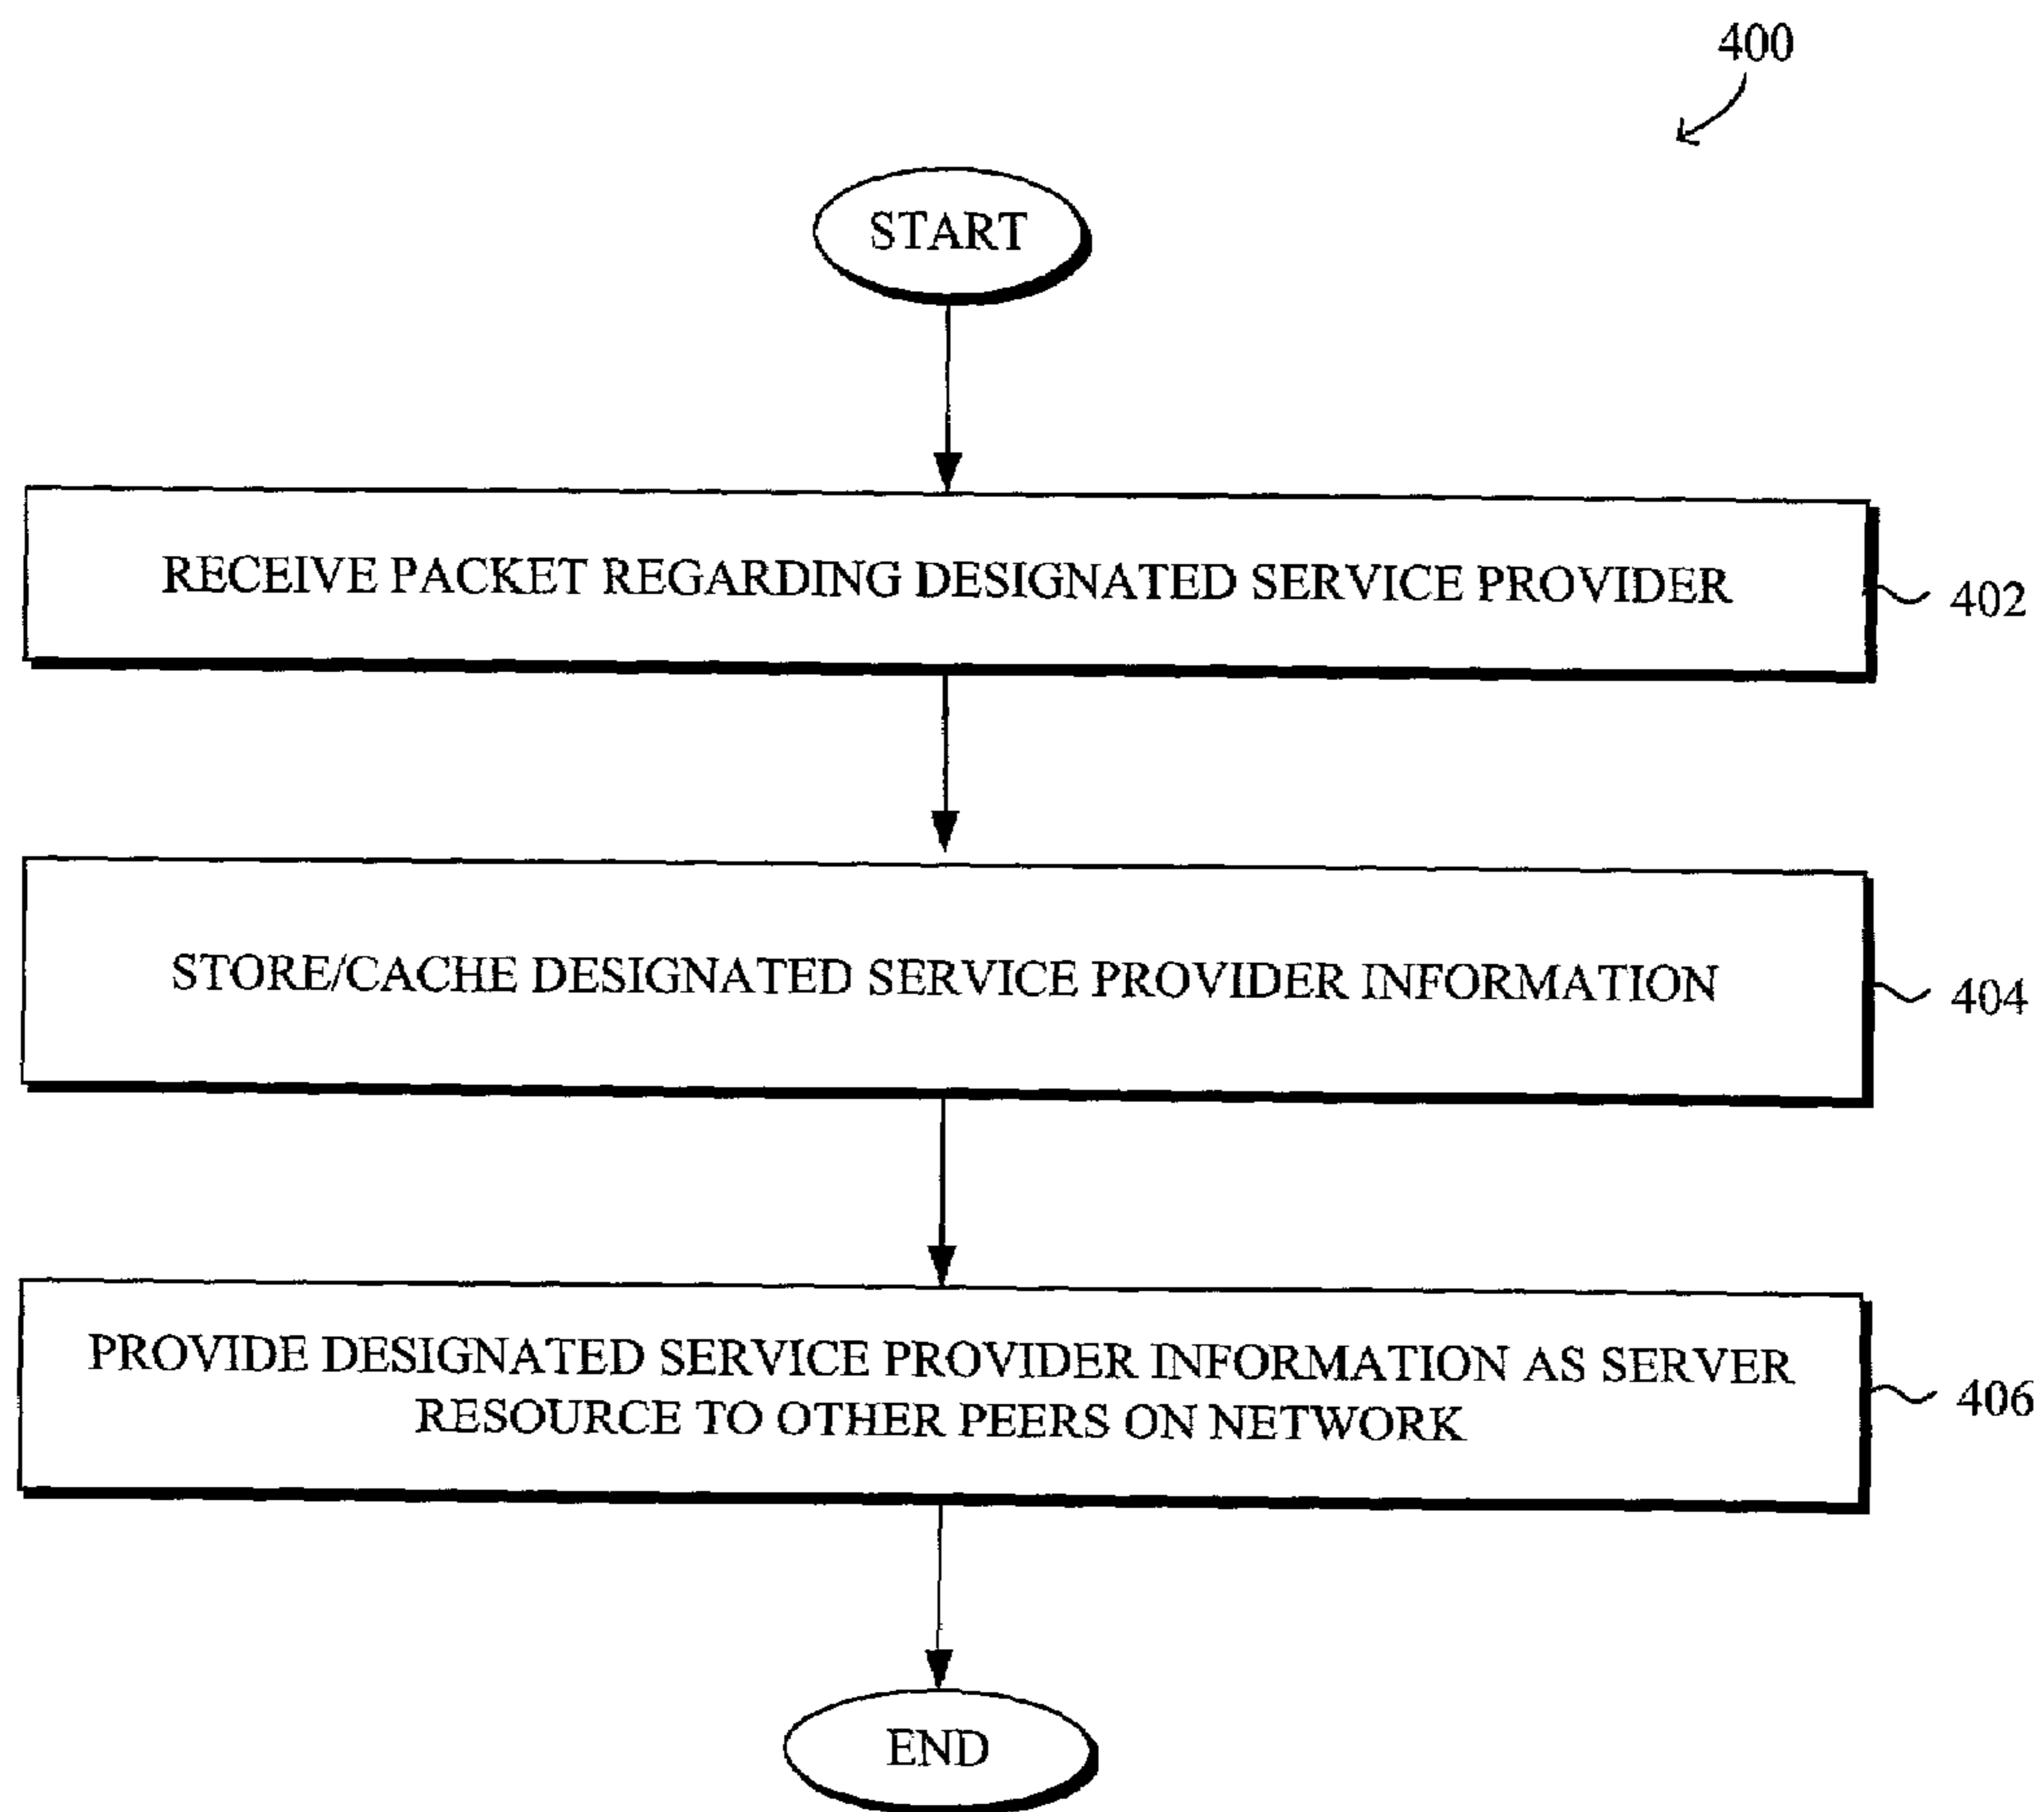 400
START
RECEIVE PACKET REGARDING DESIGNATED SERVICE PROVIDER
402
STORE/CACHE DESIGNATED SERVICE PROVIDER INFORMATION
404
PROVIDE DESIGNATED SERVICE PROVIDER INFORMATION AS SERVER
RESOURCE TO OTHER PEERS ON NETWORK
406
END